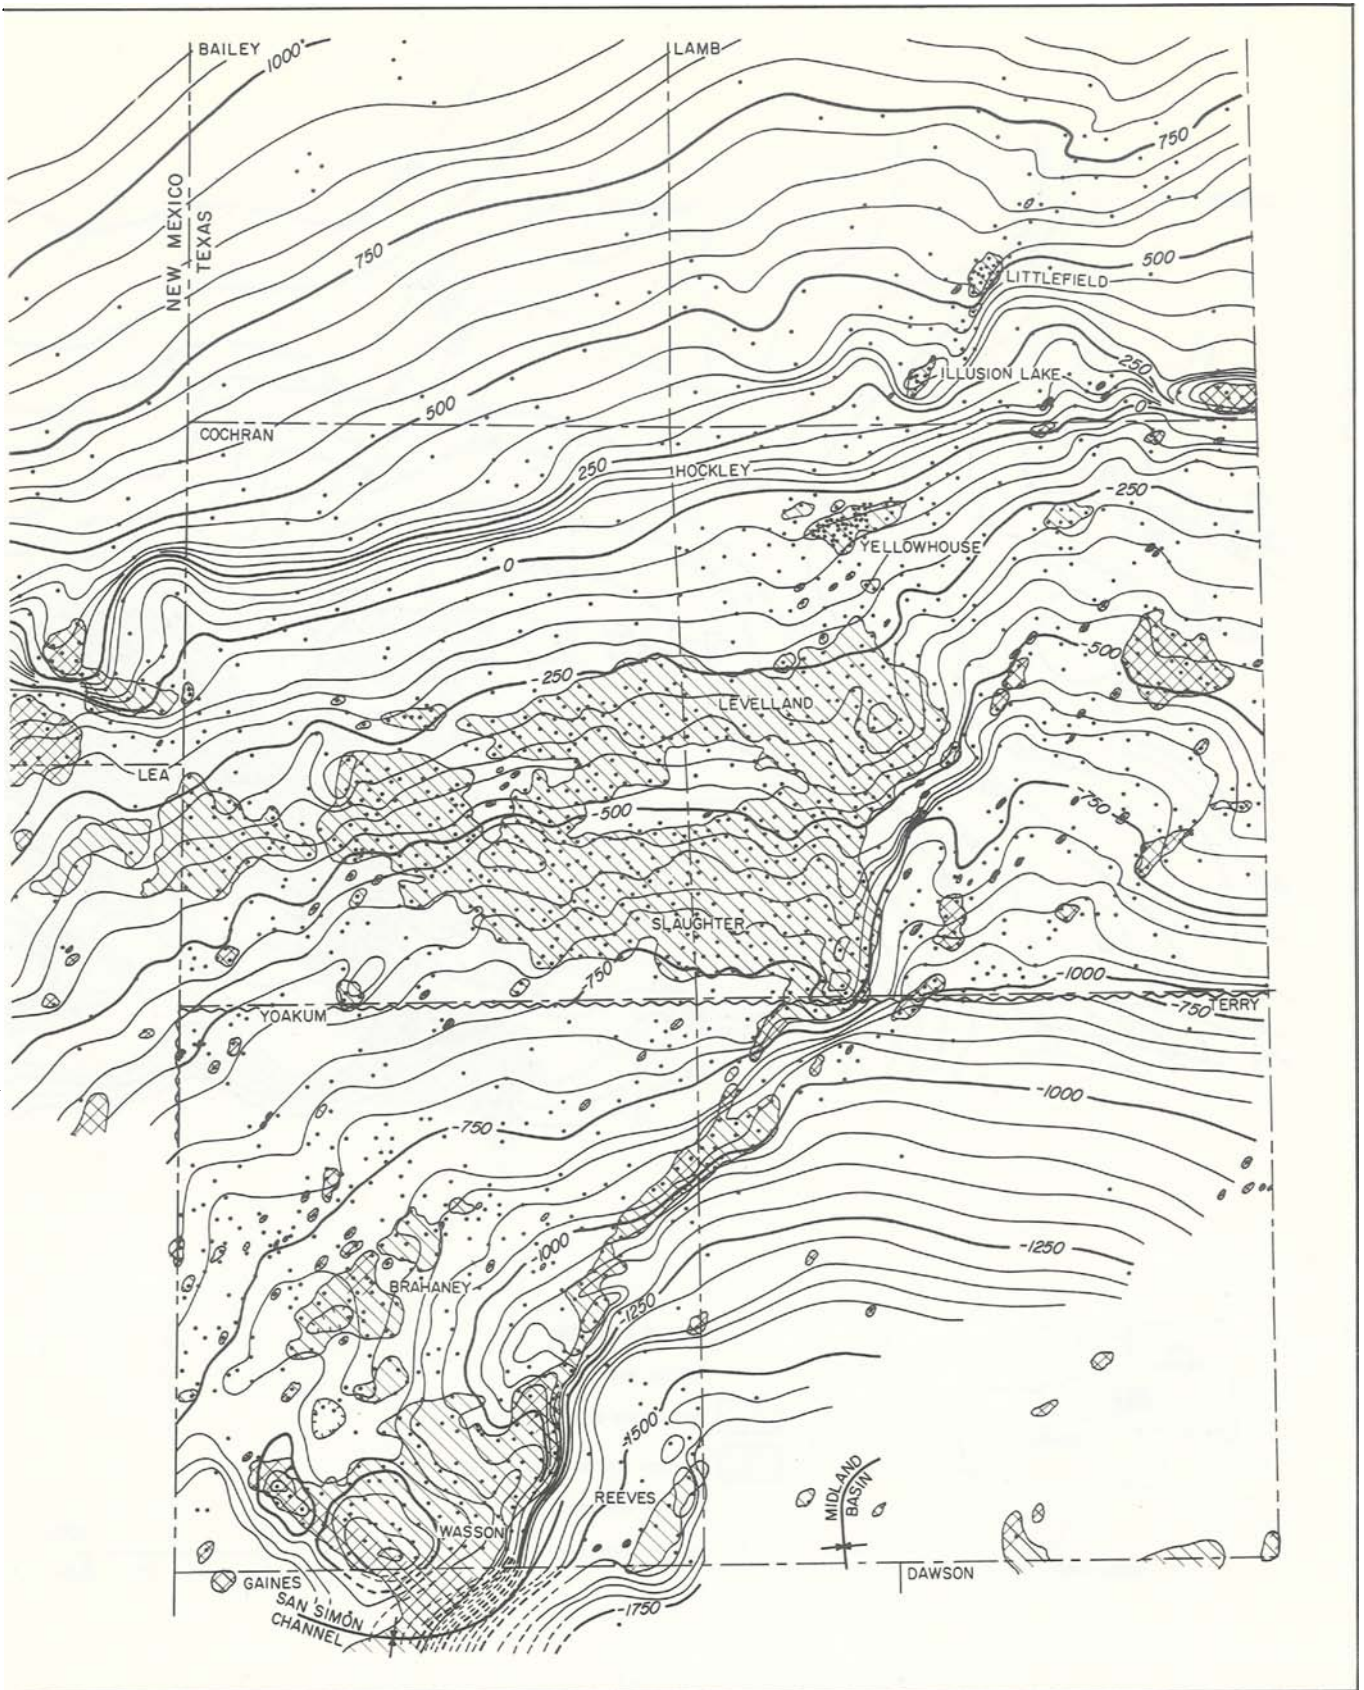 BAILEY
LAMB
1000
750
NEW MEXICO
TEXAS
750
500
LITTLEFIELD
ILLUSION LAKE
250
0
500
COCHRAN
250
HOCKLEY
-250
YELLOWHOUSE
0
-500
-250
LEVELLAND
LEA
-750
-500
SLAUGHTER
-750
-1000
YOAKUM
-750
TERRY
-1000
-750
-1000
-1250
BRAHANEY
-1250
-1500
MIDLAND
BASIN
REEVES
WASSON
GAINES
DAWSON
SAN SIMON
CHANNEL
-1750